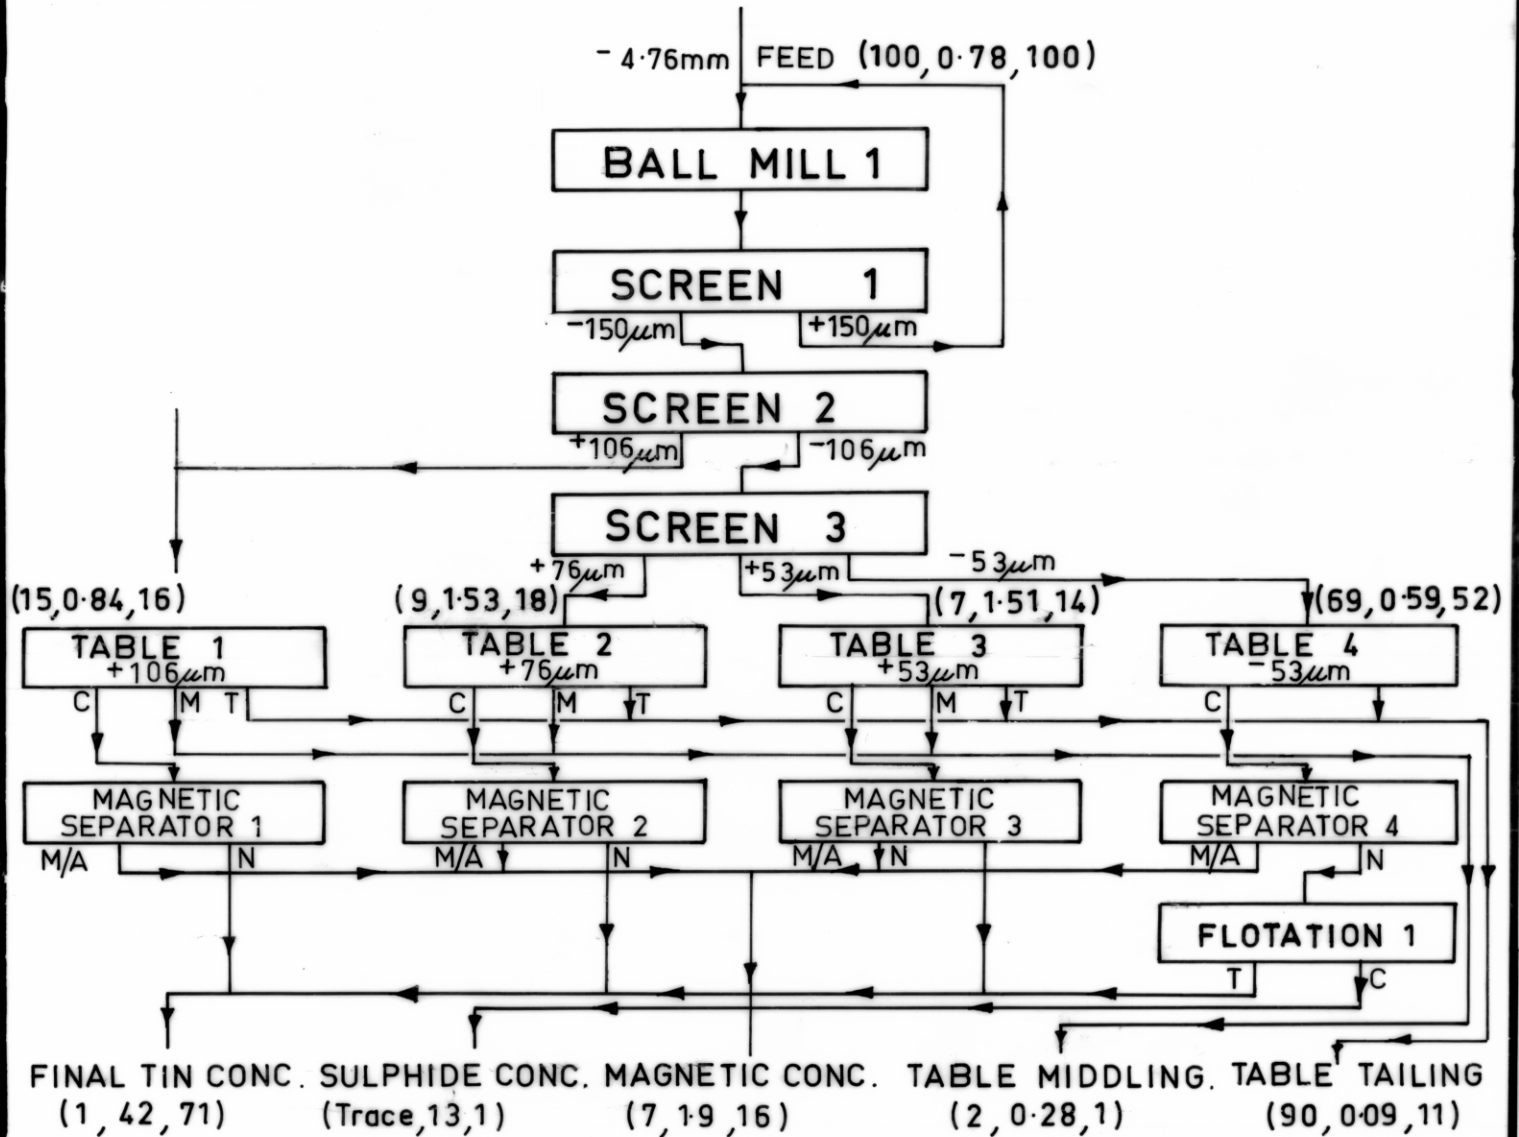 - 4·76mm FEED (100, 0·78, 100)
BALL MILL 1
SCREEN 1
-150μm +150μm
SCREEN 2
+106μm -106μm
SCREEN 3
+76μm +53μm -53μm
(15,0·84,16) (9,1·53,18) (7,1·51,14) (69,0·59,52)
TABLE 1 TABLE 2 TABLE 3 TABLE 4
+106μm +76μm +53μm -53μm
C M T C M T C M T C
MAGNETIC MAGNETIC MAGNETIC MAGNETIC
SEPARATOR 1 SEPARATOR 2 SEPARATOR 3 SEPARATOR 4
M/A N M/A N M/A N M/A N
FLOTATION 1
T C
FINAL TIN CONC. SULPHIDE CONC. MAGNETIC CONC. TABLE MIDDLING. TABLE TAILING
(1, 42, 71) (Trace,13,1) (7, 1·9, 16) (2, 0·28, 1) (90, 0·09, 11)